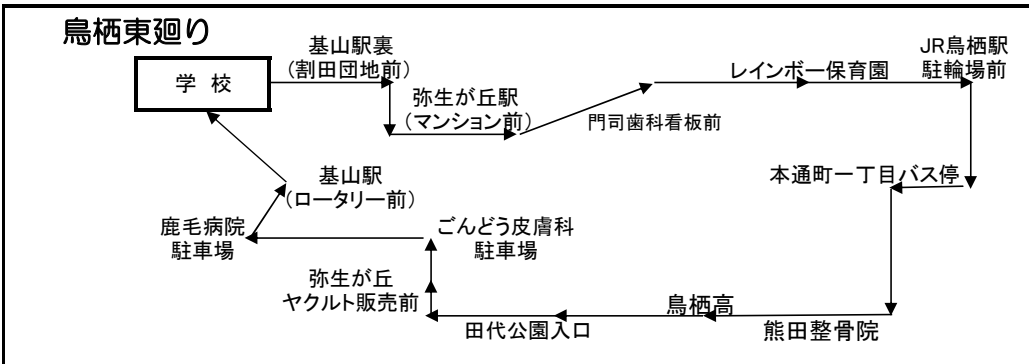 鳥栖東廻り
学 校
基山駅裏
(割田団地前)
弥生が丘駅
(マンション前)
門司歯科看板前
レインボー保育園
JR鳥栖駅
駐輪場前
本通町一丁目バス停
熊田整骨院
鳥栖高
田代公園入口
弥生が丘
ヤクルト販売前
ごんどう皮膚科
駐車場
鹿毛病院
駐車場
基山駅
(ロータリー前)